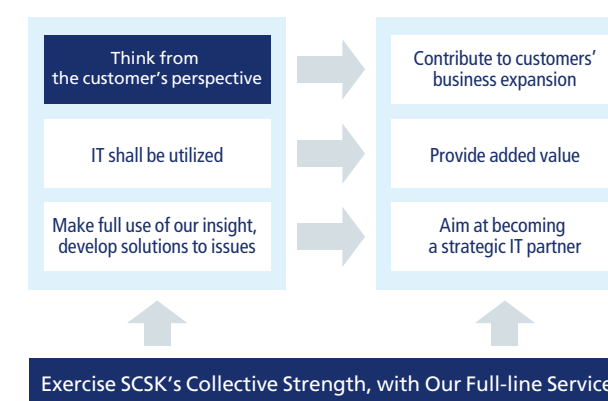 Think from
the customer's perspective
Contribute to customers'
business expansion
IT shall be utilized
Provide added value
Make full use of our insight,
develop solutions to issues
Aim at becoming
a strategic IT partner
Exercise SCSK's Collective Strength, with Our Full-line Service